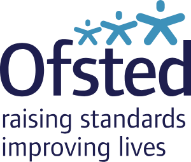 Ofsted
raising standards
improving lives